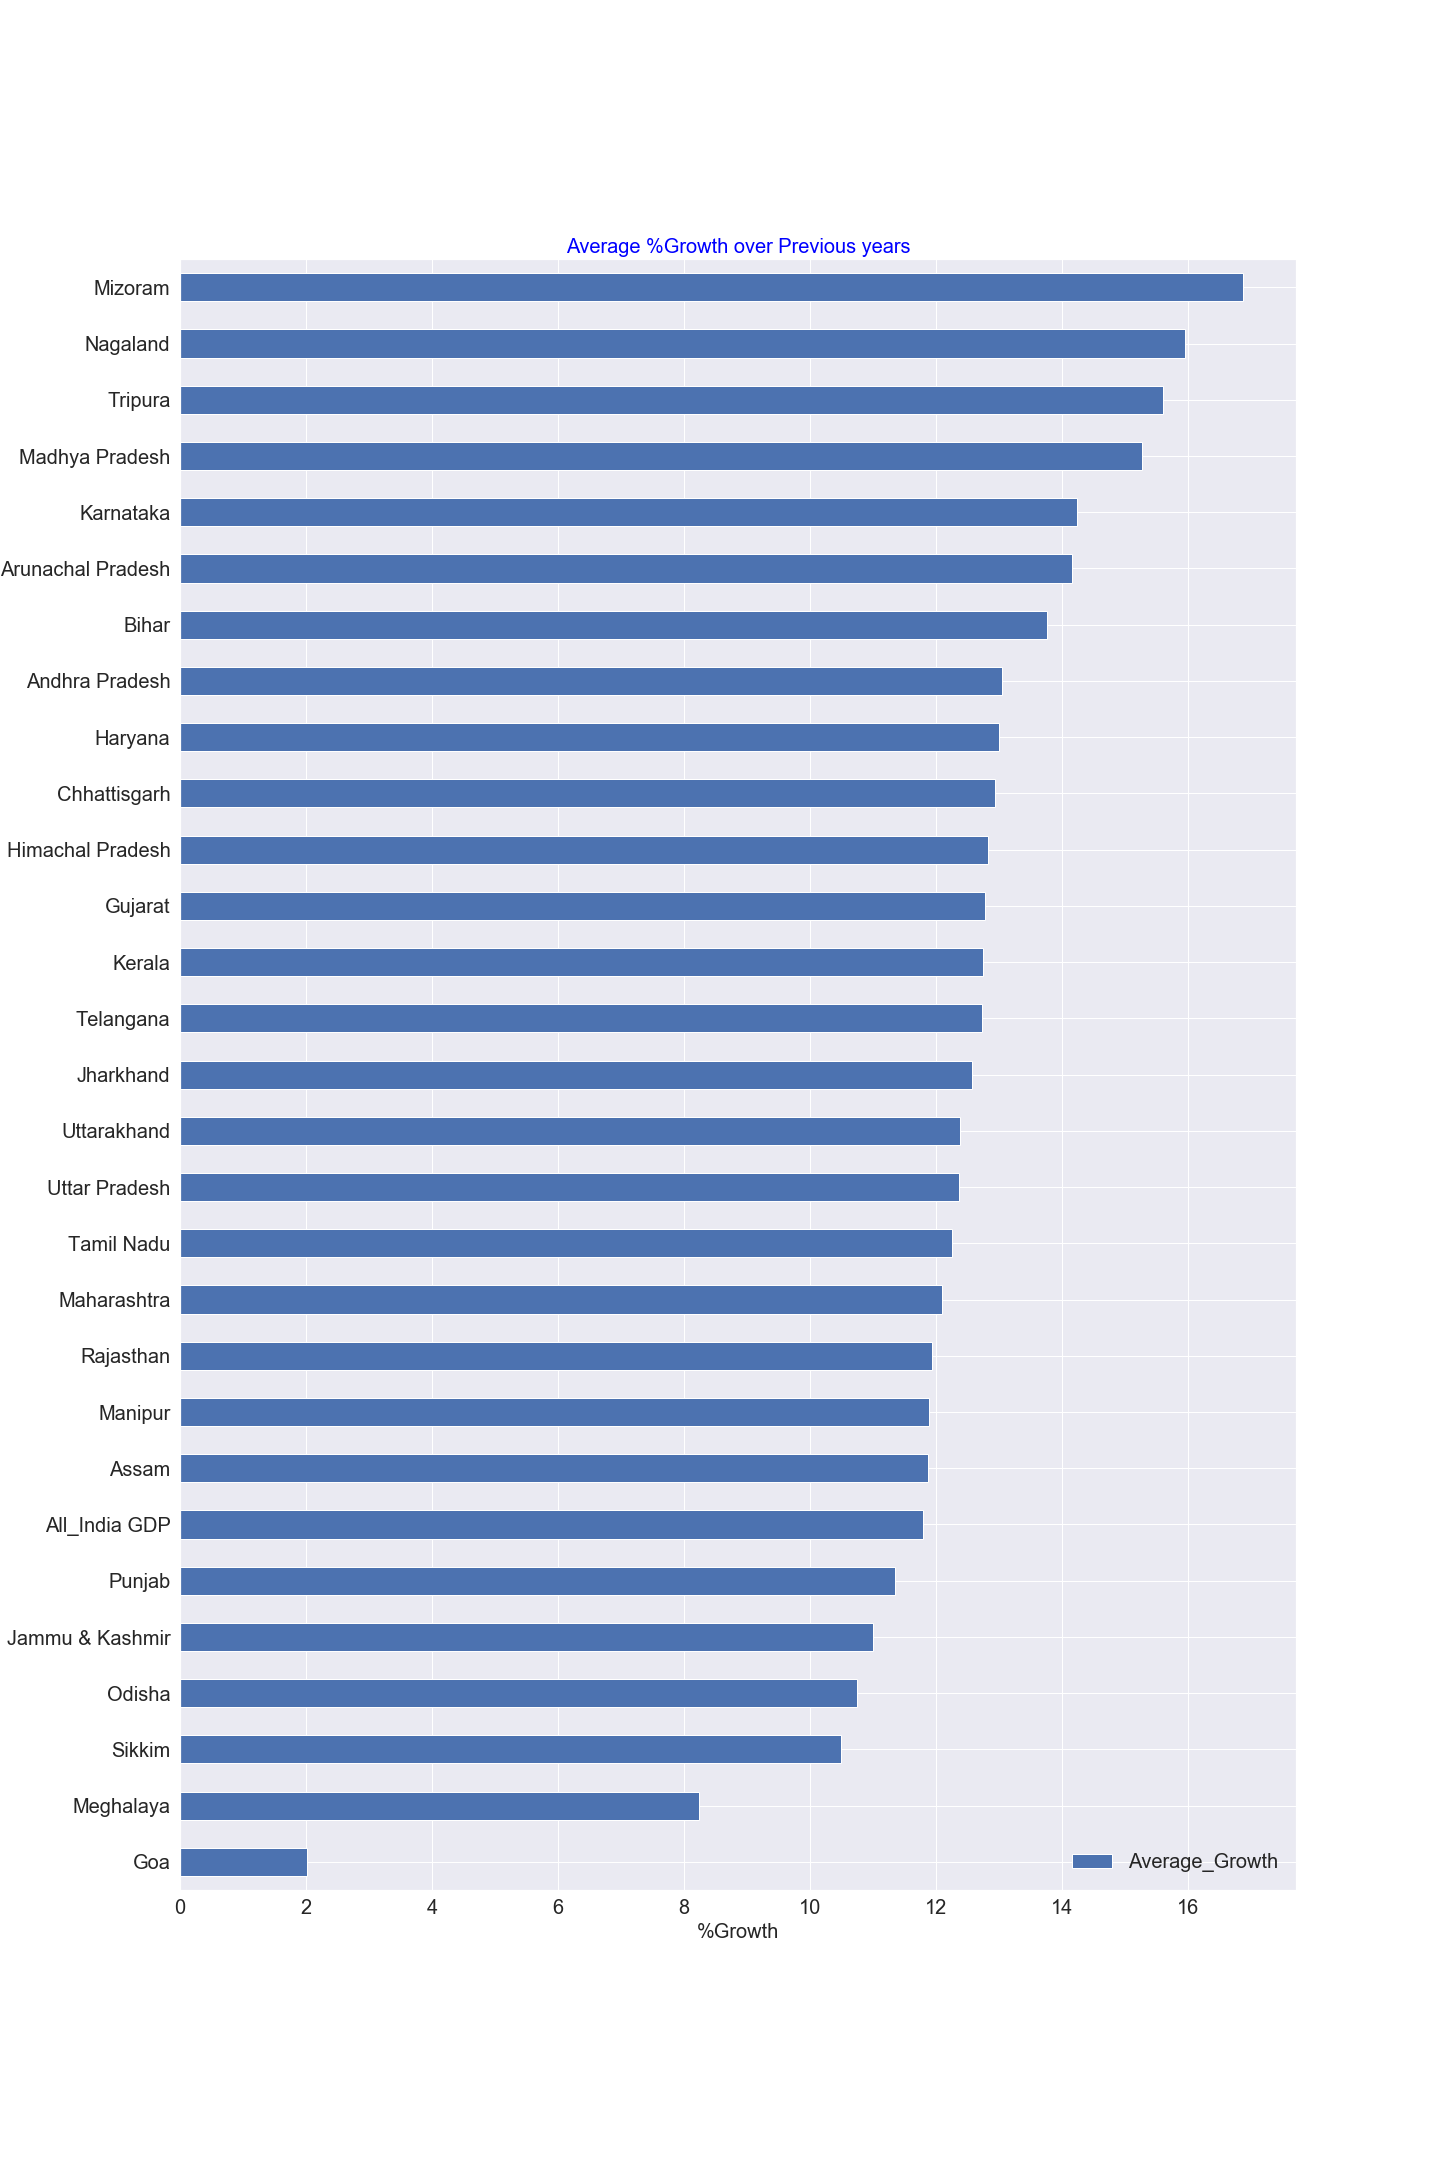 Average %Growth over Previous years
Mizoram
Nagaland
Tripura
Madhya Pradesh
Karnataka
Arunachal Pradesh
Bihar
Andhra Pradesh
Haryana
Chhattisgarh
Himachal Pradesh
Gujarat
Kerala
Telangana
Jharkhand
Uttarakhand
Uttar Pradesh
Tamil Nadu
Maharashtra
Rajasthan
Manipur
Assam
All_India GDP
Punjab
Jammu & Kashmir
Odisha
Sikkim
Meghalaya
Goa
Average_Growth
0 2 4 6 8 10 12 14 16
%Growth